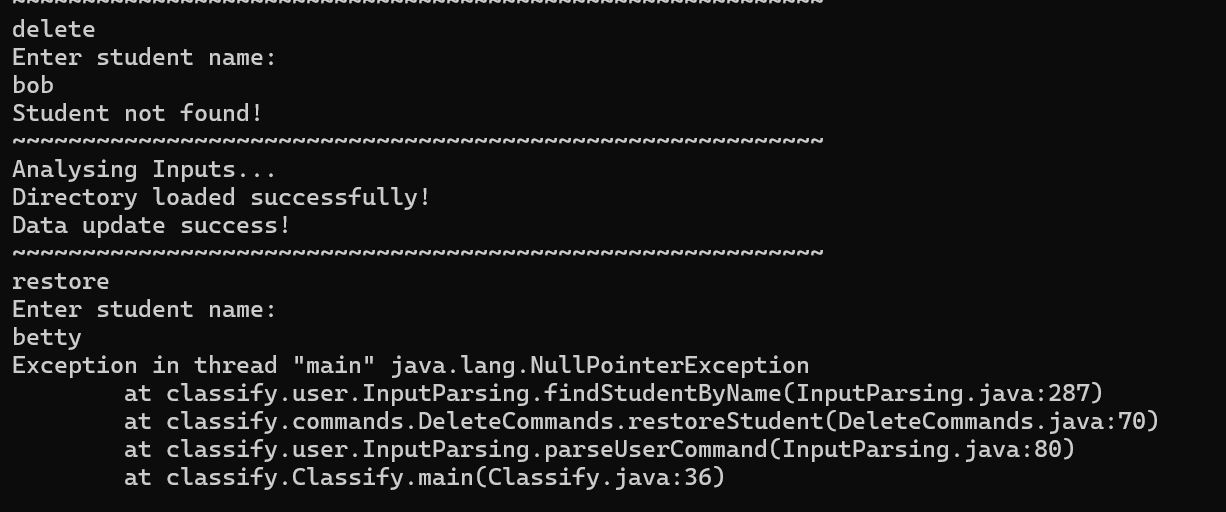 ~~~~~~~~~~~~~~~~~~~~~~~~~~~~~~~~~~~~~~~~~~~~~~~~~~~~~~~~~~
delete
Enter student name:
bob
Student not found!
~~~~~~~~~~~~~~~~~~~~~~~~~~~~~~~~~~~~~~~~~~~~~~~~~~~~~~~~~~
Analysing Inputs...
Directory loaded successfully!
Data update success!
~~~~~~~~~~~~~~~~~~~~~~~~~~~~~~~~~~~~~~~~~~~~~~~~~~~~~~~~~~
restore
Enter student name:
betty
Exception in thread "main" java.lang.NullPointerException
        at classify.user.InputParsing.findStudentByName(InputParsing.java:287)
        at classify.commands.DeleteCommands.restoreStudent(DeleteCommands.java:70)
        at classify.user.InputParsing.parseUserCommand(InputParsing.java:80)
        at classify.Classify.main(Classify.java:36)